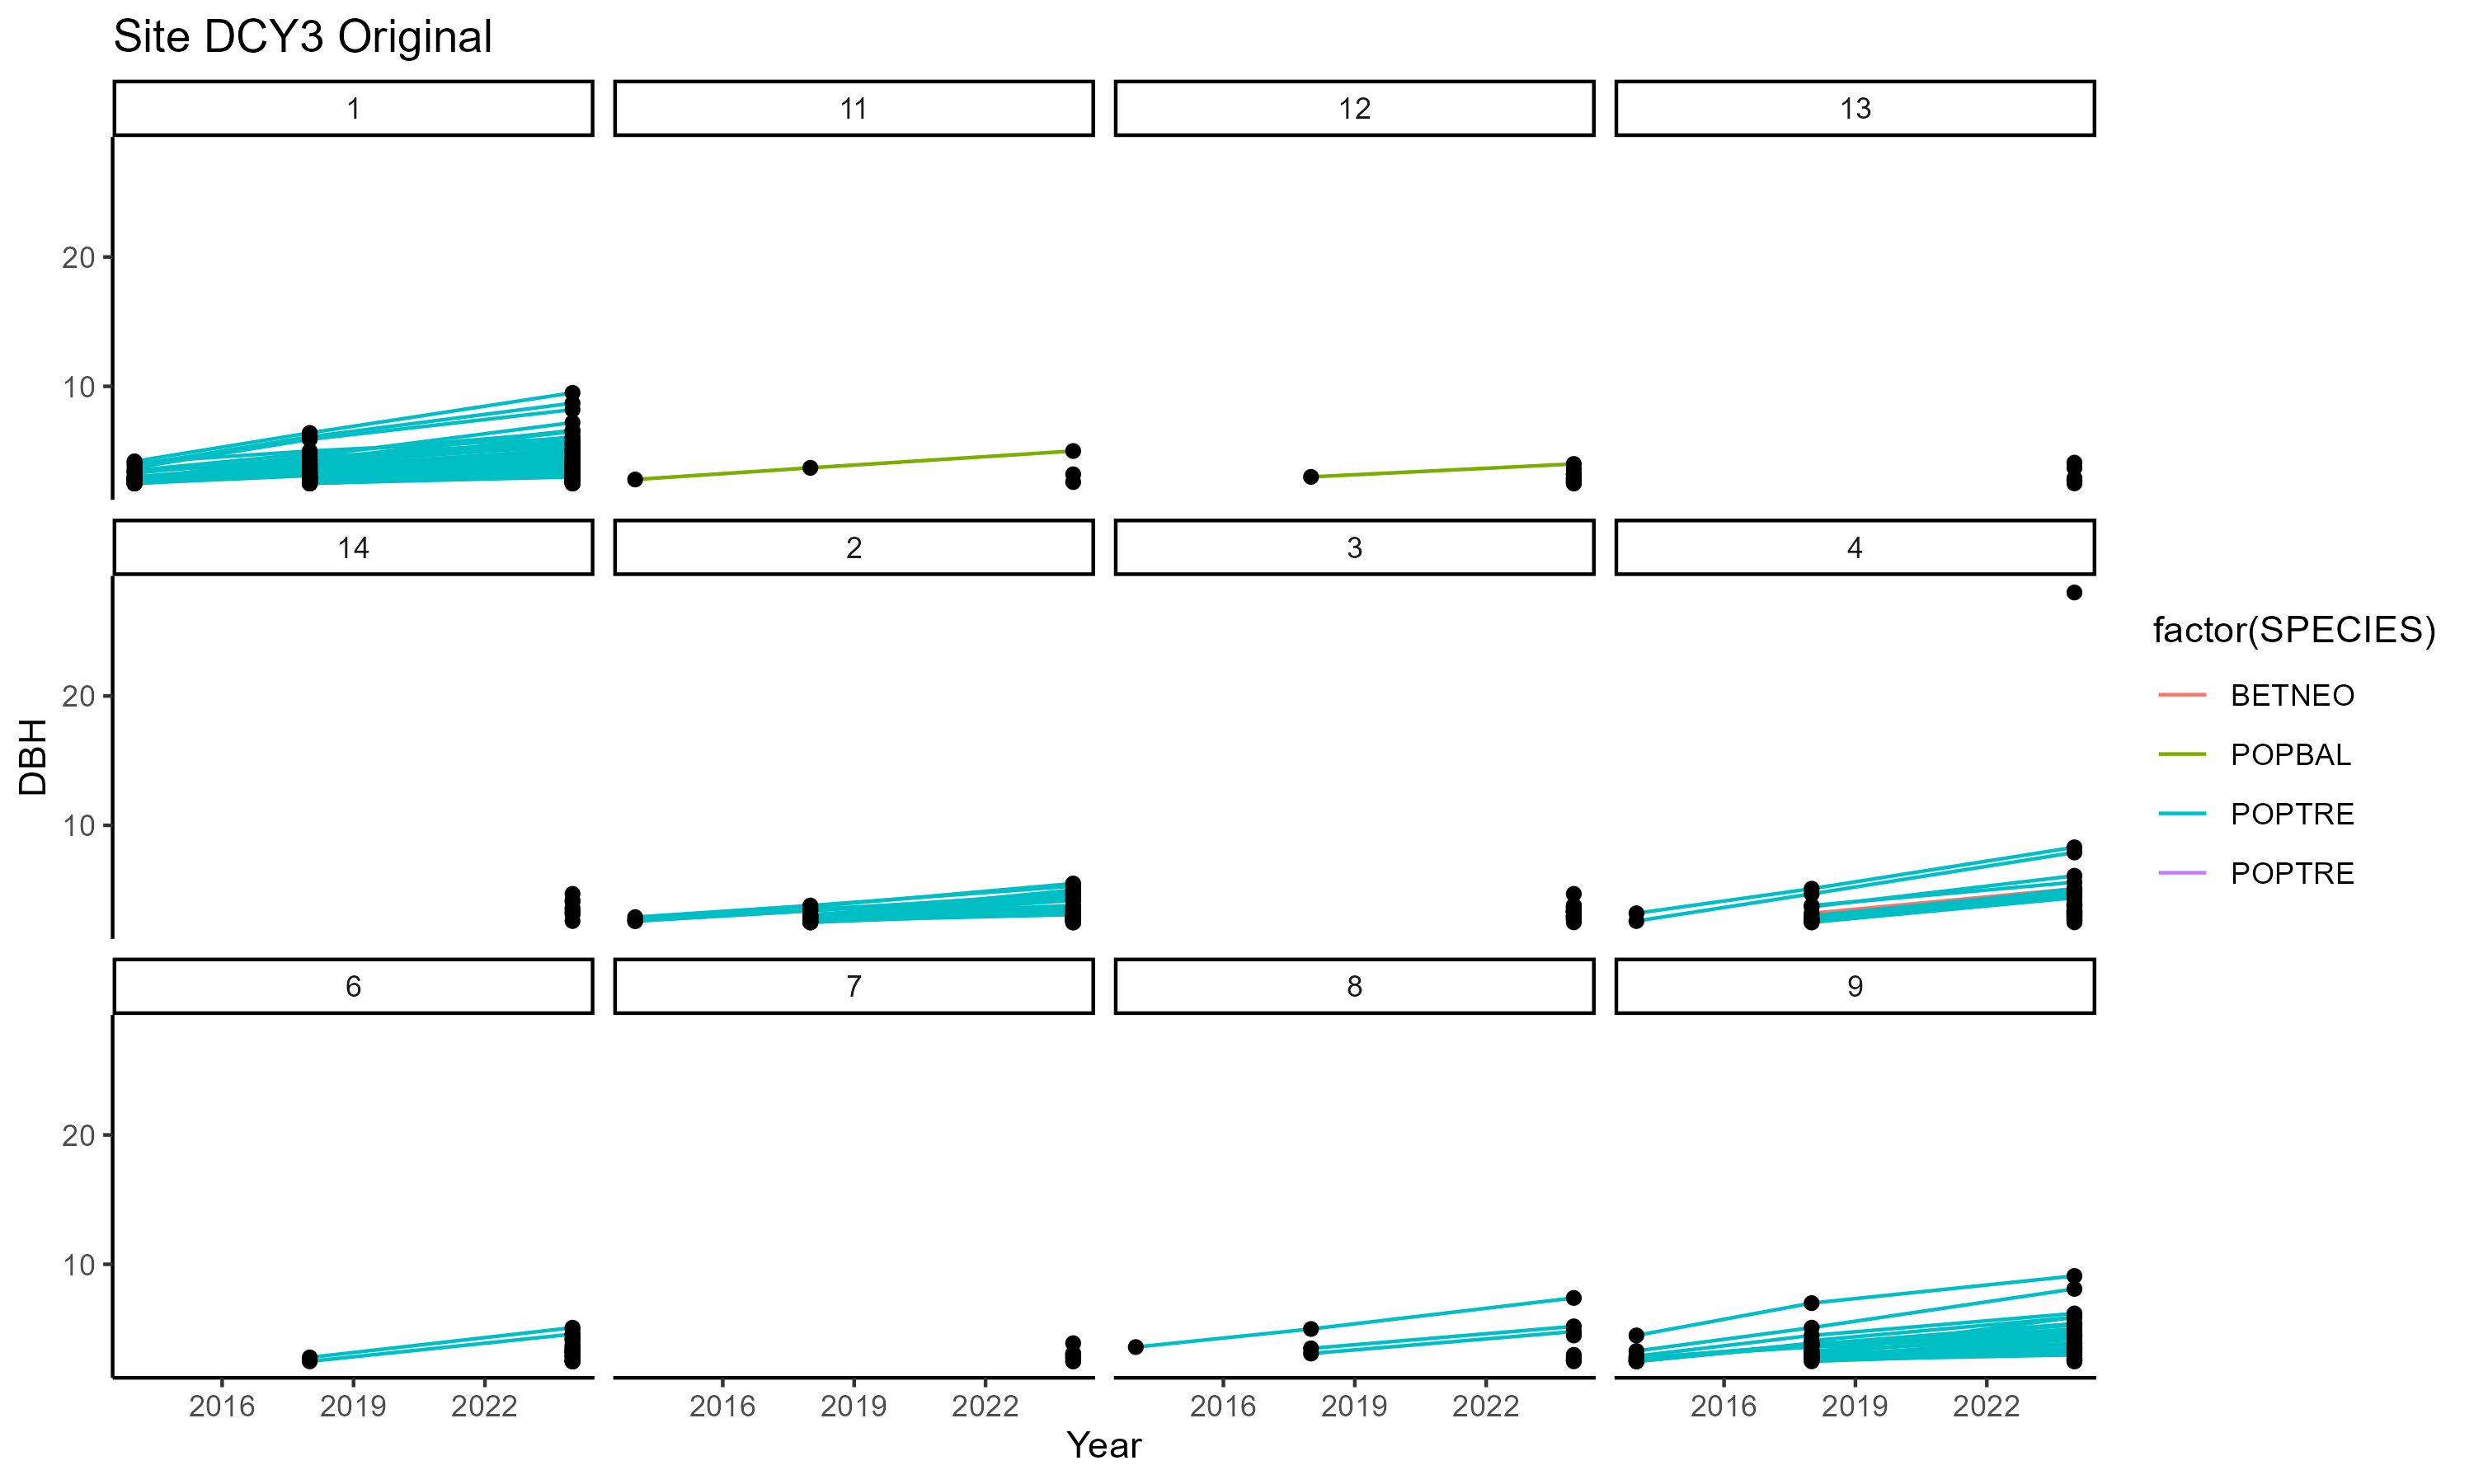 Site DCY3 Original
1 11 12 13
20
10
14 2 3 4
20
10
6 7 8 9
20
10
2016 2019 2022 2016 2019 2022 2016 2019 2022 2016 2019 2022
Year
DBH
factor(SPECIES)
BETNEO
POPBAL
POPTRE
POPTRE